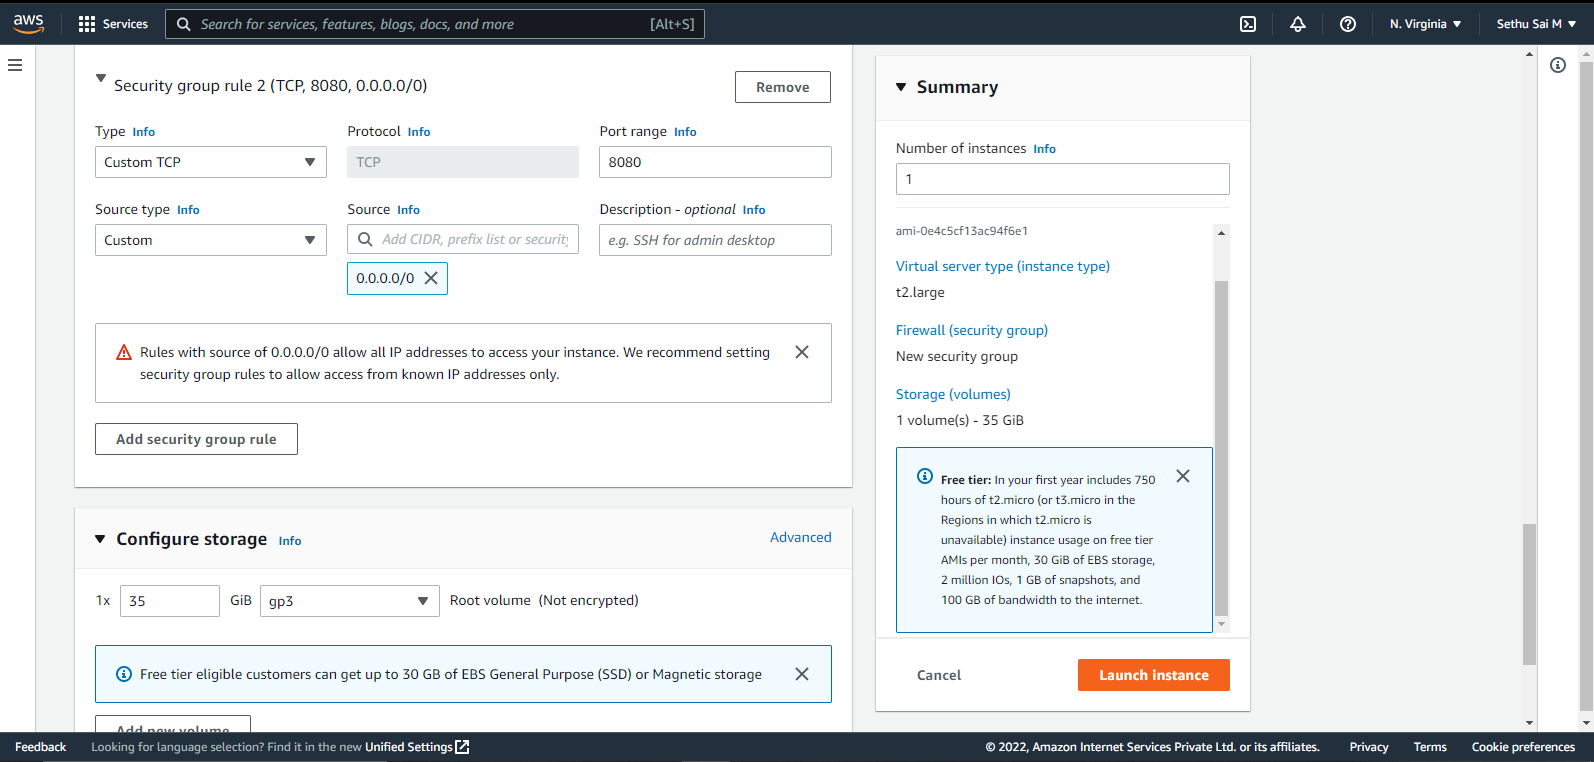 aws
Services
Search for services, features, blogs, docs, and more
[Alt+S]
N. Virginia
Sethu Sai M
Security group rule 2 (TCP, 8080, 0.0.0.0/0)
Remove
Type Info
Protocol Info
Port range Info
Custom TCP
TCP
8080
Source type Info
Source Info
Description - optional Info
Custom
Add CIDR, prefix list or security
e.g. SSH for admin desktop
0.0.0.0/0
Rules with source of 0.0.0.0/0 allow all IP addresses to access your instance. We recommend setting
security group rules to allow access from known IP addresses only.
Add security group rule
Configure storage Info
Advanced
1x
35
GiB
gp3
Root volume (Not encrypted)
Free tier eligible customers can get up to 30 GB of EBS General Purpose (SSD) or Magnetic storage
Add new volume
Summary
Number of instances Info
1
ami-0e4c5cf13ac94f6e1
Virtual server type (instance type)
t2.large
Firewall (security group)
New security group
Storage (volumes)
1 volume(s) - 35 GiB
Free tier: In your first year includes 750
hours of t2.micro (or t3.micro in the
Regions in which t2.micro is
unavailable) instance usage on free tier
AMIs per month, 30 GiB of EBS storage,
2 million IOs, 1 GB of snapshots, and
100 GB of bandwidth to the internet.
Cancel
Launch instance
Feedback
Looking for language selection? Find it in the new Unified Settings
© 2022, Amazon Internet Services Private Ltd. or its affiliates.
Privacy
Terms
Cookie preferences